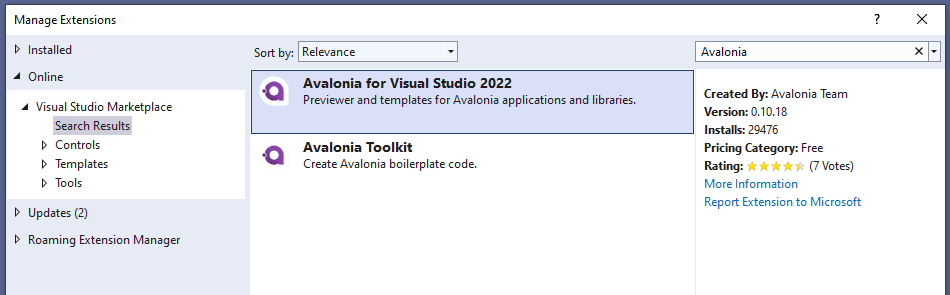 Manage Extensions
Installed
Online
Visual Studio Marketplace
Search Results
Controls
Templates
Tools
Updates (2)
Roaming Extension Manager
Sort by: Relevance
Avalonia for Visual Studio 2022
Previewer and templates for Avalonia applications and libraries.
Avalonia Toolkit
Create Avalonia boilerplate code.
Avalonia
Created By: Avalonia Team
Version: 0.10.18
Installs: 29476
Pricing Category: Free
Rating: (7 Votes)
More Information
Report Extension to Microsoft